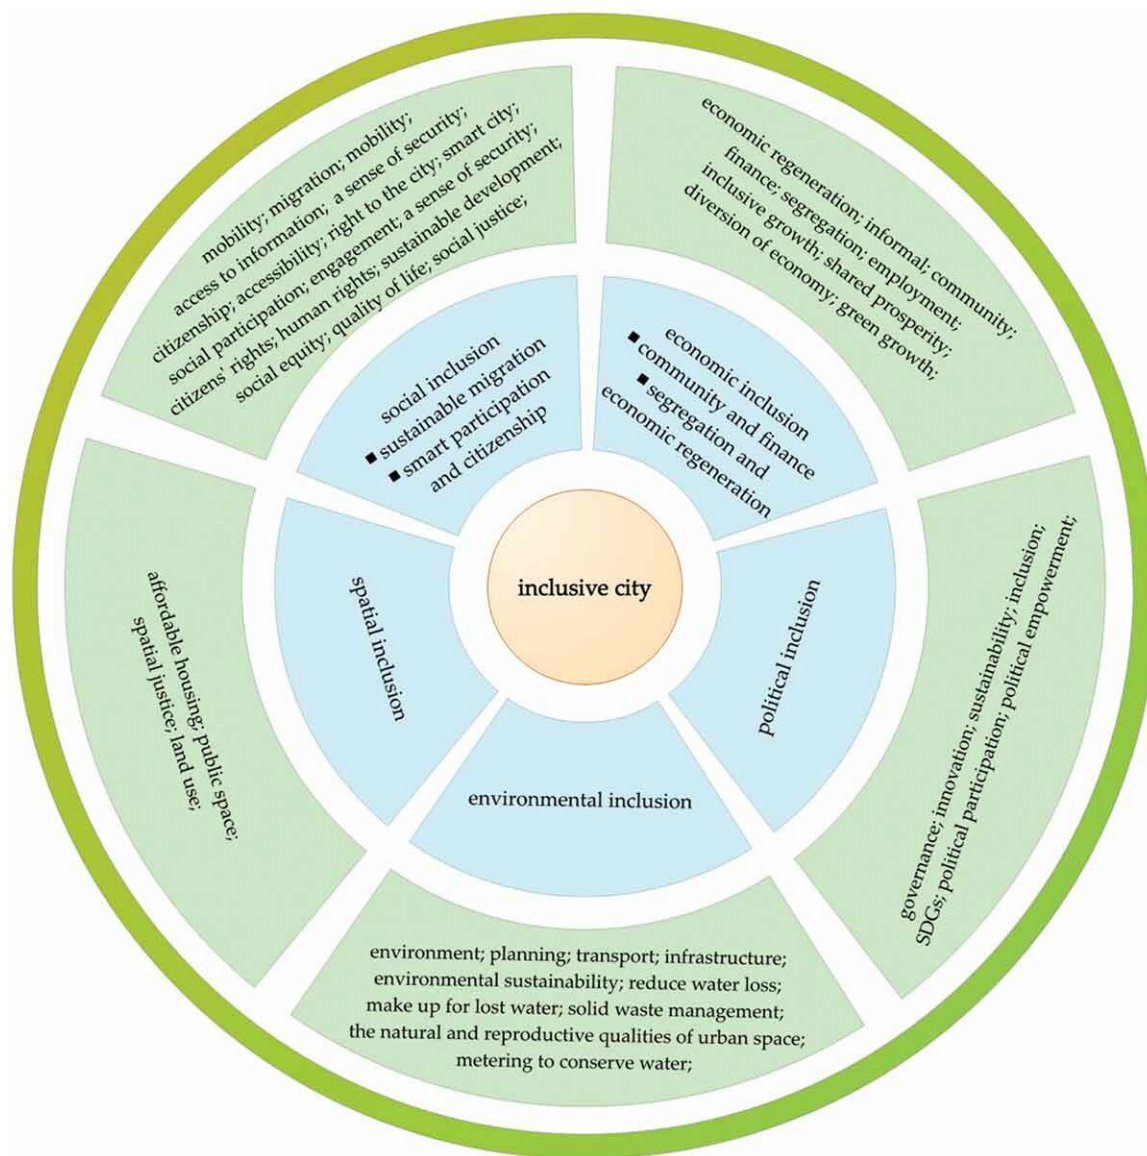 mobility; migration; mobility;
access to information; a sense of security;
citizenship; accessibility; right to the city; smart city;
social participation; engagement; a sense of security;
citizens' rights; human rights; sustainable development;
social equity; quality of life; social justice;
economic regeneration; informal; community;
finance; segregation; employment;
inclusive growth; shared prosperity;
diversion of economy; green growth;
social inclusion
■ sustainable migration
■ smart participation
and citizenship
economic inclusion
■ community and finance
■ segregation and
economic regeneration
inclusive city
spatial inclusion
political inclusion
environmental inclusion
affordable housing; public space;
spatial justice; land use;
governance; innovation; sustainability; inclusion;
SDGs; political participation; political empowerment;
environment; planning; transport; infrastructure;
environmental sustainability; reduce water loss;
make up for lost water; solid waste management;
the natural and reproductive qualities of urban space;
metering to conserve water;